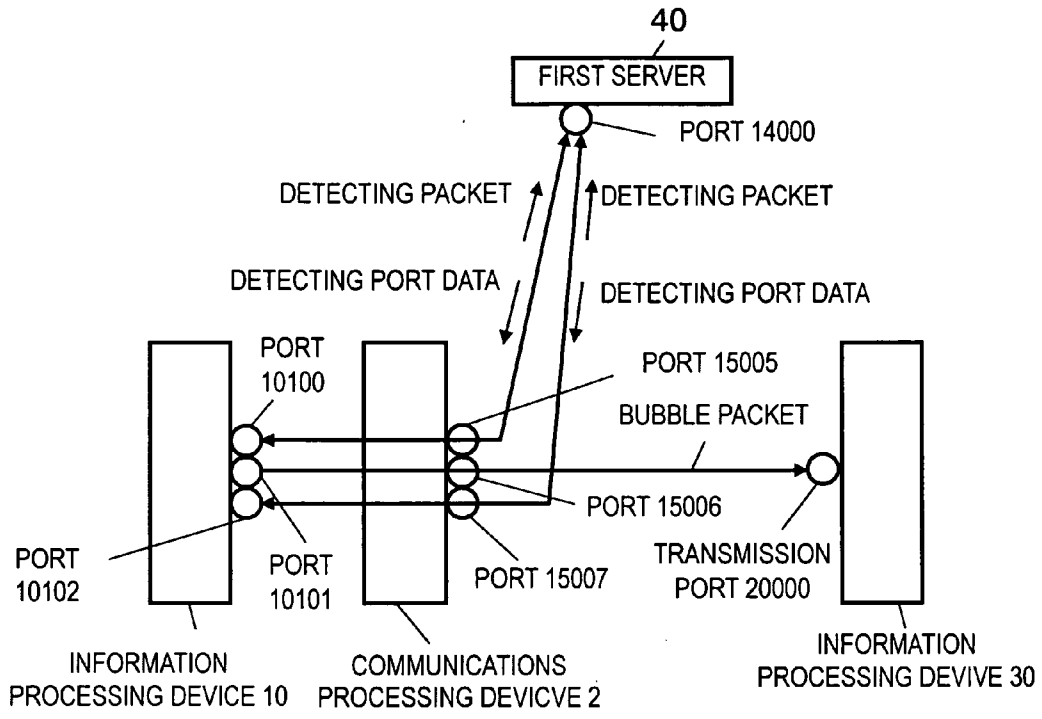 40
FIRST SERVER
PORT 14000
DETECTING PACKET
DETECTING PACKET
DETECTING PORT DATA
DETECTING PORT DATA
PORT
10100
PORT 15005
BUBBLE PACKET
PORT 15006
PORT
10102
PORT
10101
PORT 15007
TRANSMISSION
PORT 20000
INFORMATION
PROCESSING DEVICE 10
COMMUNICATIONS
PROCESSING DEVICVE 2
INFORMATION
PROCESSING DEVIVE 30